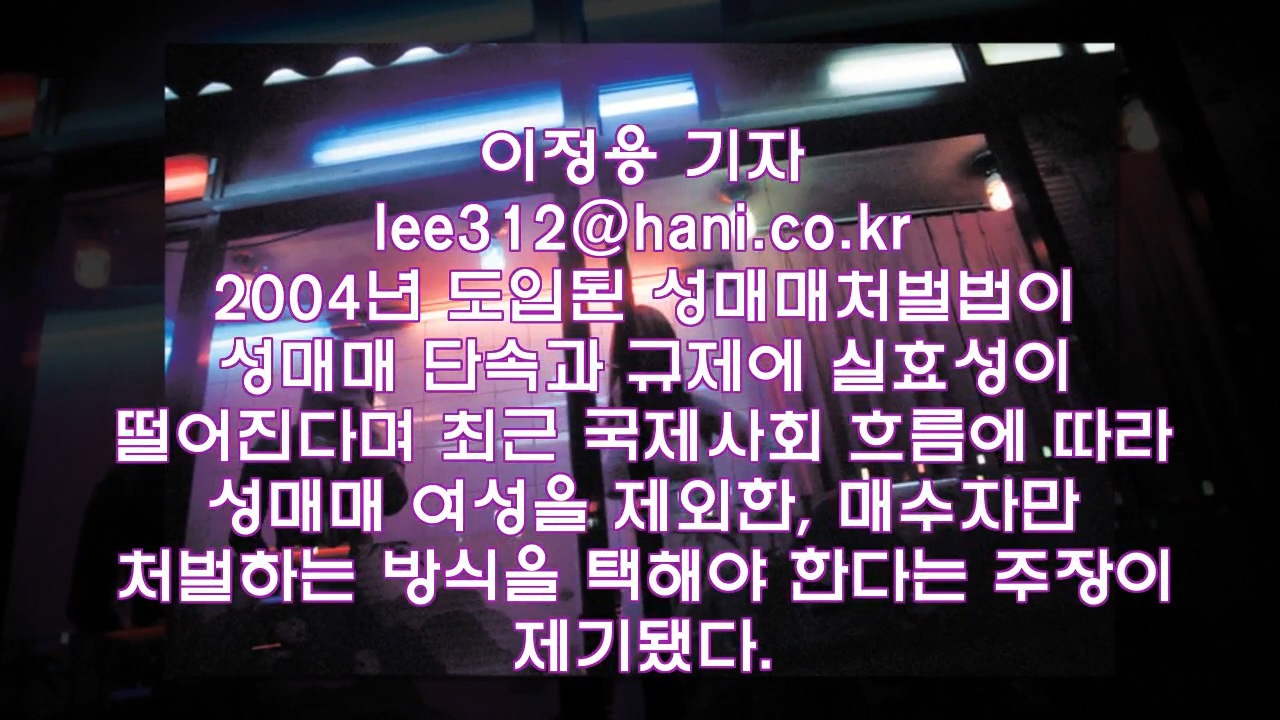 이정용 기자
lee312@hani.co.kr
2004년 도입된 성매매처벌법이
성매매 단속과 규제에 실효성이
떨어진다며 최근 국제사회 흐름에 따라
성매매 여성을 제외한, 매수자만
처벌하는 방식을 택해야 한다는 주장이
제기됐다.